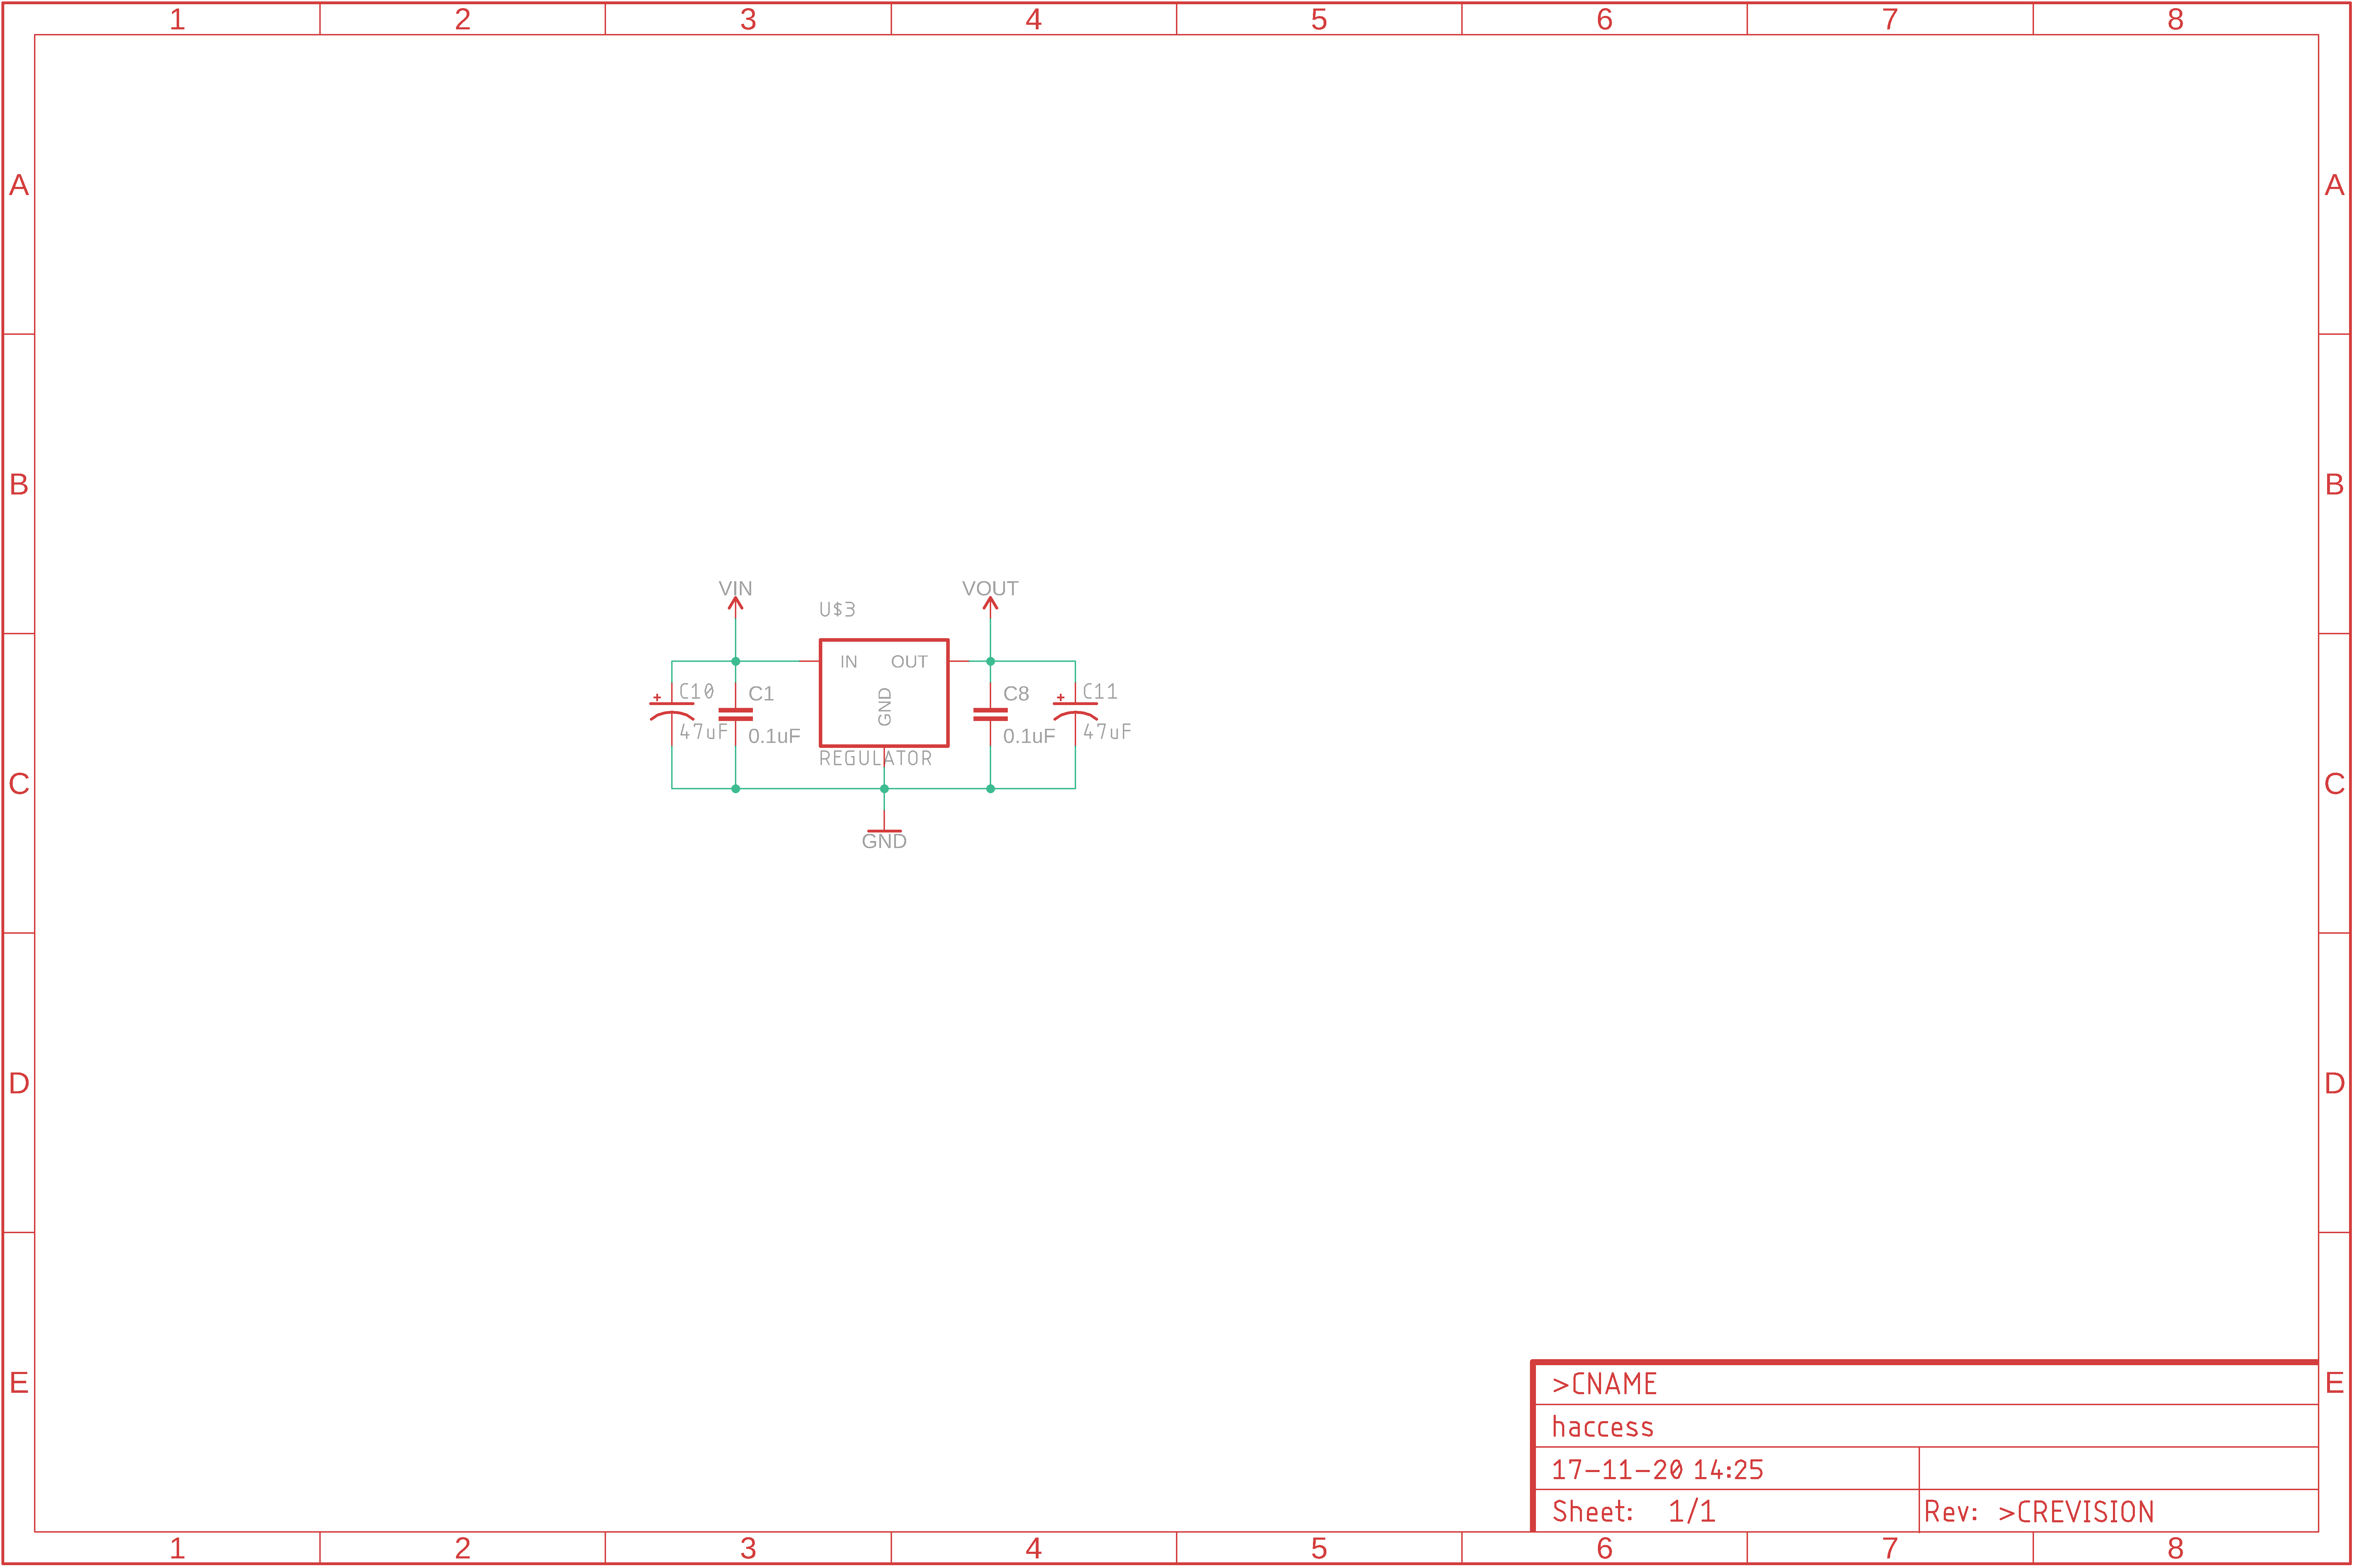 1 2 3 4 5 6 7 8
A A
B B
VIN VOUT
U$3
IN OUT
C10 C1 GND C8 C11
47uF 0.1uF 0.1uF 47uF
REGULATOR
C C
GND
D D
E E
>CNAME
haccess
17-11-20 14:25
Sheet: 1/1 Rev: >CREVISION
1 2 3 4 5 6 7 8